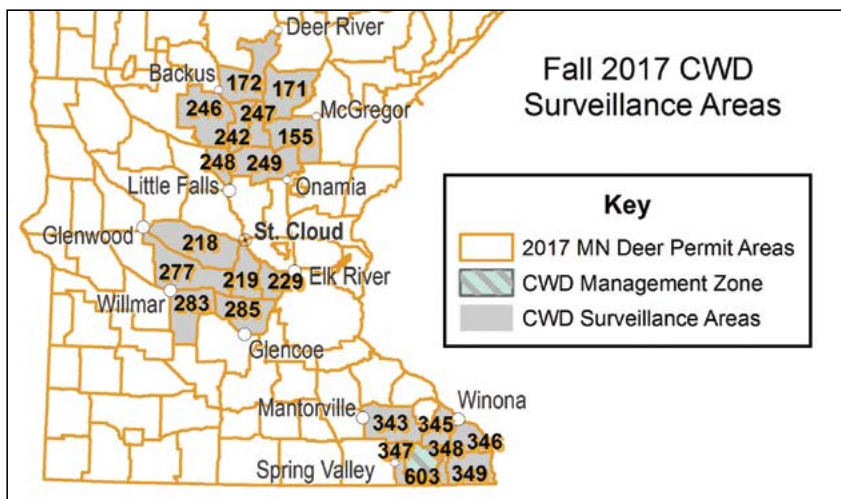 Deer River
Fall 2017 CWD
Surveillance Areas
Backus
172
171
246
247
McGregor
242
155
248
249
Little Falls
Onamia
Key
Glenwood
218
St. Cloud
2017 MN Deer Permit Areas
277
219
229
Elk River
CWD Management Zone
Willmar
283
285
CWD Surveillance Areas
Glencoe
Mantorville
343
345
Winona
347
348
346
Spring Valley
603
349